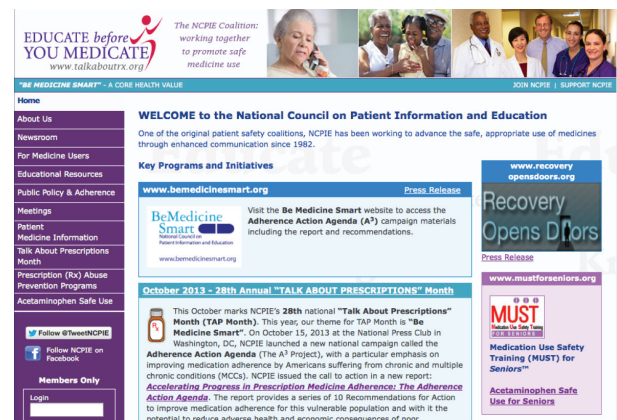 EDUCATE before
YOU MEDICATE
www.talkaboutrx.org
The NCPIE Coalition:
working together
to promote safe
medicine use
"BE MEDICINE SMART" - A CORE HEALTH VALUE
JOIN NCPIE | SUPPORT NCPIE
Home
About Us
Newsroom
For Medicine Users
Educational Resources
Public Policy & Adherence
Meetings
Patient
Medicine Information
Talk About Prescriptions
Month
Prescription (Rx) Abuse
Prevention Programs
Acetaminophen Safe Use
Follow @TweetNCPIE
Follow NCPIE on
Facebook
Members Only
Login
WELCOME to the National Council on Patient Information and Education
One of the original patient safety coalitions, NCPIE has been working to advance the safe, appropriate use of medicines
through enhanced communication since 1982.
Key Programs and Initiatives
www.bemedicinesmart.org
Press Release
BeMedicine
Smart
National Council on
Patient Information and Education
www.bemedicinesmart.org
Visit the Be Medicine Smart website to access the
Adherence Action Agenda (A³) campaign materials
including the report and recommendations.
October 2013 - 28th Annual "TALK ABOUT PRESCRIPTIONS" Month
This October marks NCPIE's 28th national "Talk About Prescriptions"
Month (TAP Month). This year, our theme for TAP Month is "Be
Medicine Smart". On October 15, 2013 at the National Press Club in
Washington, DC, NCPIE launched a new national campaign called the
Adherence Action Agenda (The A³ Project), with a particular emphasis on
improving medication adherence by Americans suffering from chronic and multiple
chronic conditions (MCCs). NCPIE issued the call to action in a new report:
Accelerating Progress in Prescription Medicine Adherence: The Adherence
Action Agenda. The report provides a series of 10 Recommendations for Action
to improve medication adherence for this vulnerable population and with it the
potential to reduce adverse health and economic consequences of poor
www.recovery
opensdoors.org
Recovery
Opens Doors
Press Release
www.mustforseniors.org
MUST
Medication Use Safety Training
FOR SENIORS
Medication Use Safety
Training (MUST) for
Seniors™
Acetaminophen Safe
Use for Seniors